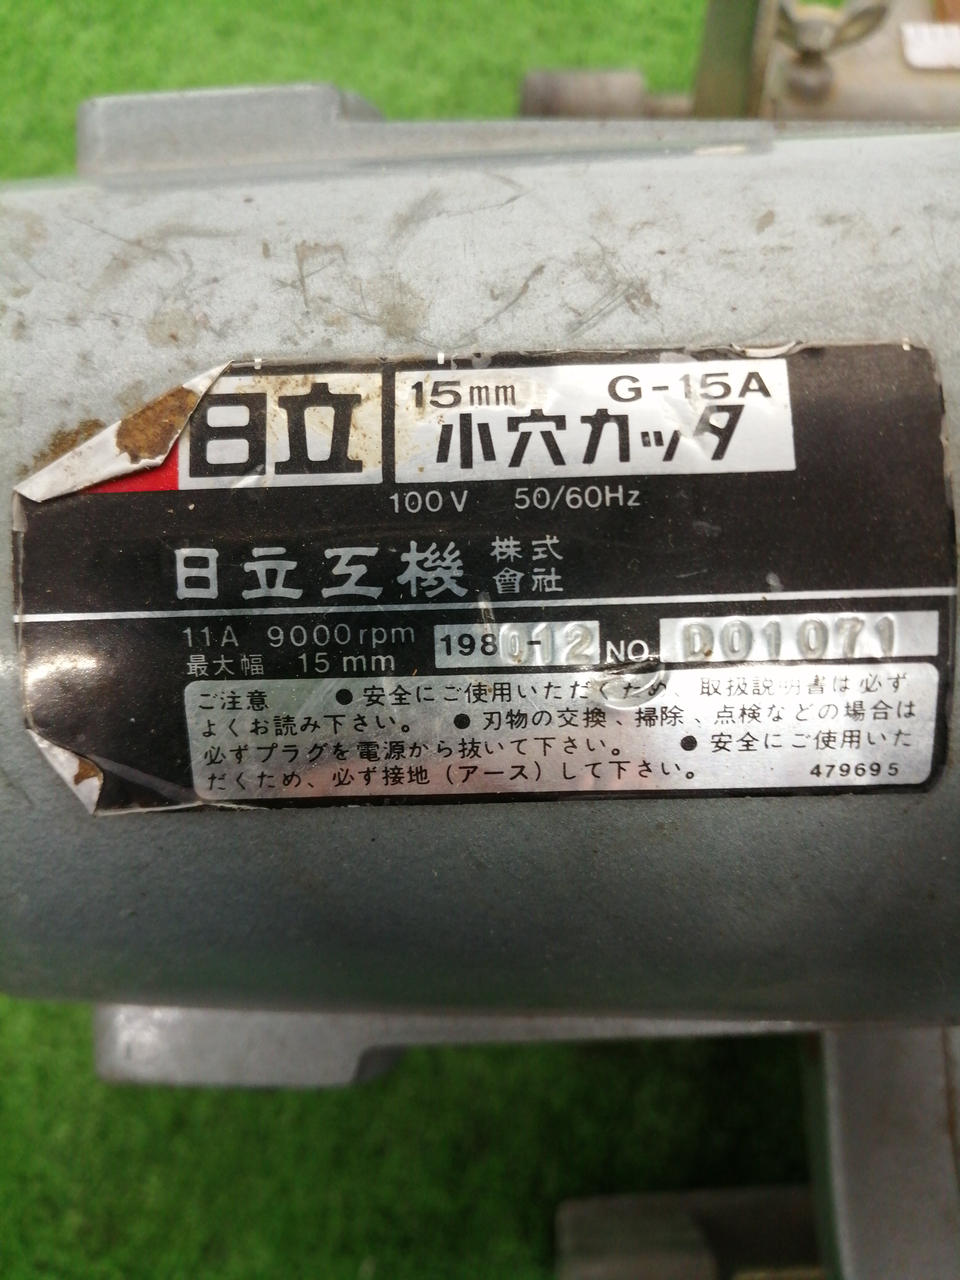 日立
15mm G-15A
小穴カッタ
100V 50/60Hz
日立工機 株式會社
11A 9000rpm
最大幅 15mm
1980-12 NO. D01071
ご注意 ●安全にご使用いただくため、取扱説明書は必ず
よくお読み下さい。 ●刃物の交換、掃除、点検などの場合は
必ずプラグを電源から抜いて下さい。 ●安全にご使用いた
だくため、必ず接地(アース)して下さい。 479695